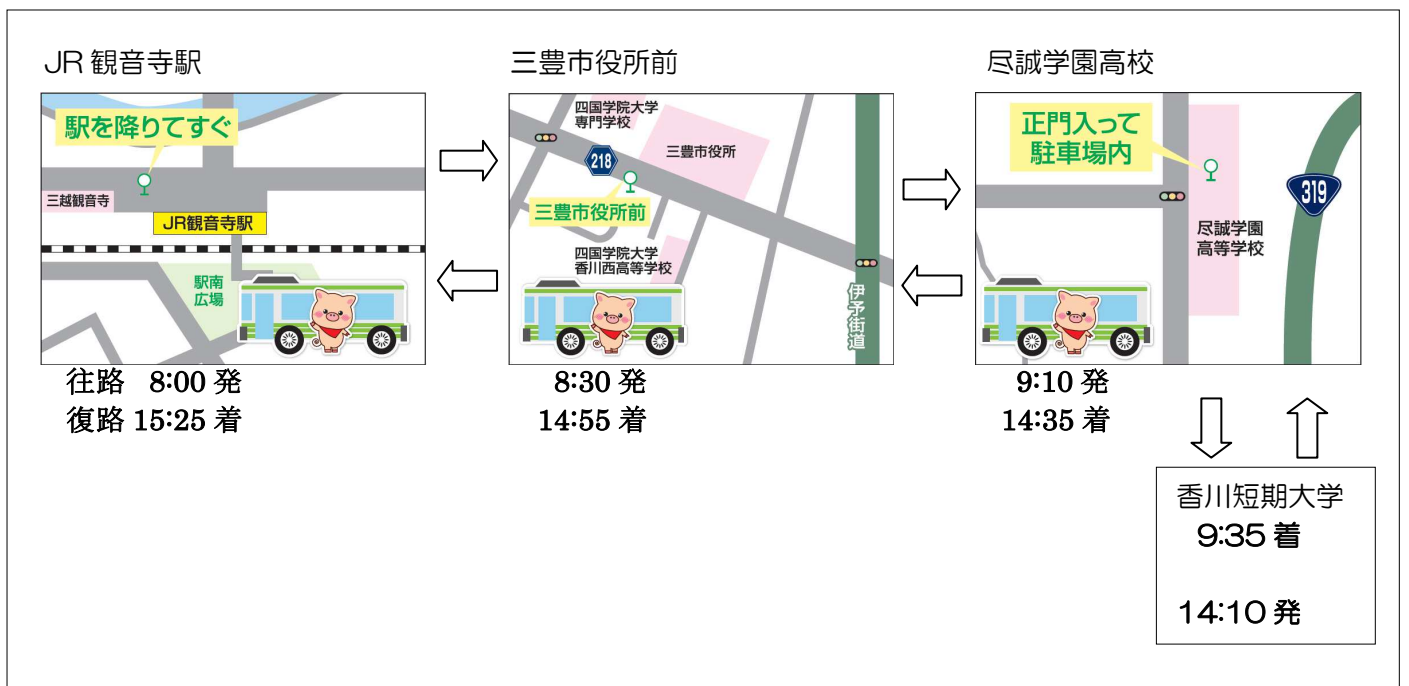 JR観音寺駅
駅を降りてすぐ
三越観音寺
JR観音寺駅
駅南
広場
往路 8:00 発
復路 15:25 着
三豊市役所前
四国学院大学
専門学校
218
三豊市役所
三豊市役所前
四国学院大学
香川西高等学校
伊予街道
8:30 発
14:55 着
尽誠学園高校
正門入って
駐車場内
319
尽誠学園
高等学校
9:10 発
14:35 着
香川短期大学
9:35 着
14:10 発